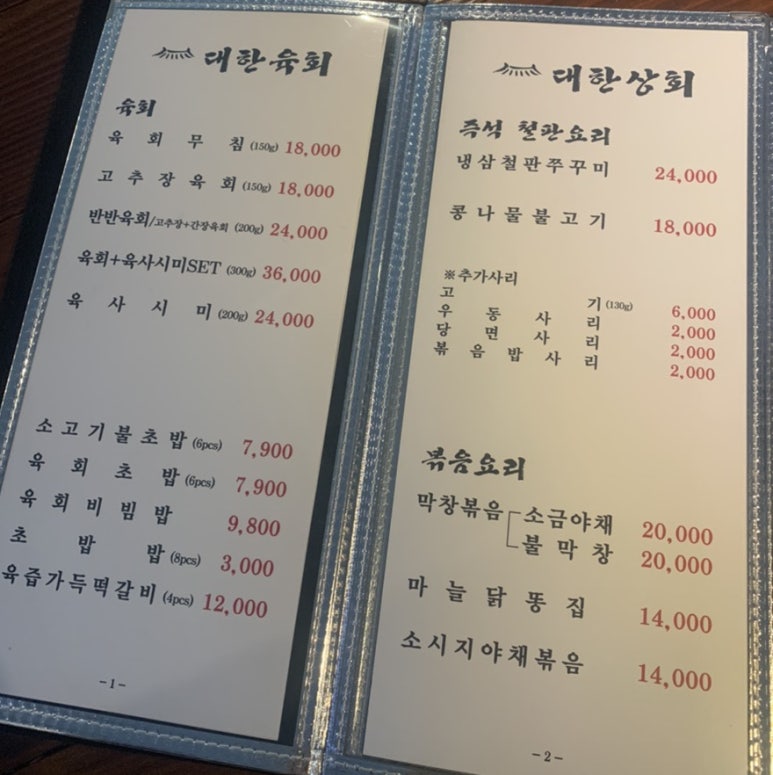 대한육회
육회
육회무침 (150g) 18,000
고추장육회 (150g) 18,000
반반육회/고추장+간장육회 (200g) 24,000
육회+육사시미SET (300g) 36,000
육사시미 (200g) 24,000
소고기불초밥 (6pcs) 7,900
육회초밥 (6pcs) 7,900
육회비빔밥 9,800
초밥밥 (8pcs) 3,000
육즙가득떡갈비 (4pcs) 12,000
-1-
대한상회
즉석 철판요리
냉삼철판쭈꾸미 24,000
콩나물불고기 18,000
※추가사리
고기 (130g) 6,000
우동사리 2,000
당면사리 2,000
볶음밥사리 2,000
볶음요리
막창볶음 소금야채 20,000
불막창 20,000
마늘닭똥집 14,000
소시지야채볶음 14,000
-2-